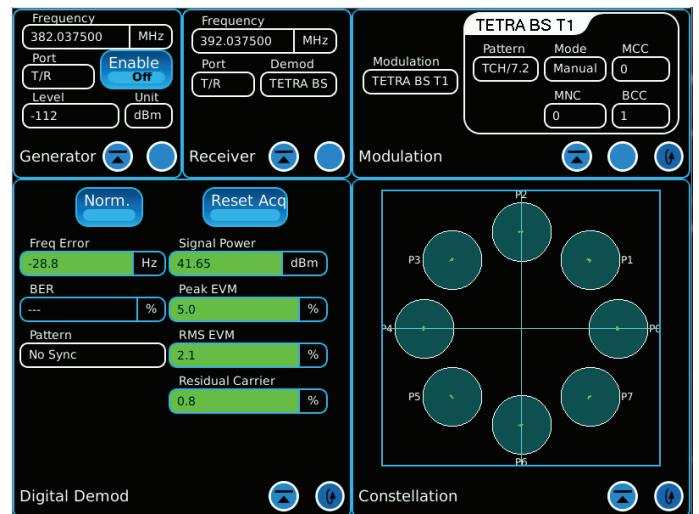 Frequency
382.037500 MHz
Port
T/R
Enable
Off
Level Unit
-112 dBm
Generator
Frequency
392.037500 MHz
Port Demod
T/R TETRA BS
Receiver
TETRA BS T1
Modulation
TETRA BS T1
Pattern Mode MCC
TCH/7.2 Manual 0
MNC BCC
0 1
Modulation
Norm. Reset Acq
Freq Error Signal Power
-28.8 Hz 41.65 dBm
BER Peak EVM
--- % 5.0 %
Pattern RMS EVM
No Sync 2.1 %
Residual Carrier
0.8 %
Digital Demod
P2
P3 P1
P4 P0
P5 P7
P6
Constellation